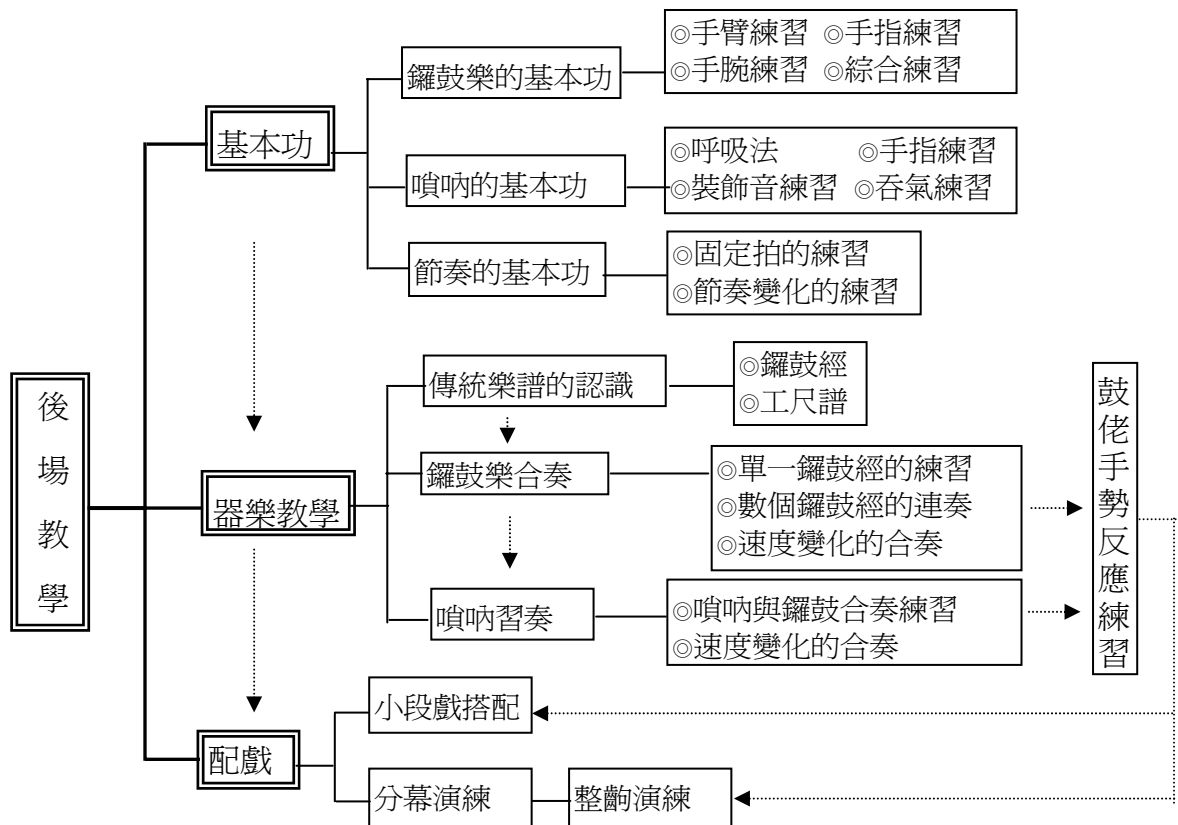 後場教學
基本功
鑼鼓樂的基本功
◎手臂練習 ◎手指練習
◎手腕練習 ◎綜合練習
嗩吶的基本功
◎呼吸法 ◎手指練習
◎裝飾音練習 ◎吞氣練習
節奏的基本功
◎固定拍的練習
◎節奏變化的練習
器樂教學
傳統樂譜的認識
◎鑼鼓經
◎工尺譜
鑼鼓樂合奏
◎單一鑼鼓經的練習
◎數個鑼鼓經的連奏
◎速度變化的合奏
嗩吶習奏
◎嗩吶與鑼鼓合奏練習
◎速度變化的合奏
鼓佬手勢反應練習
配戲
小段戲搭配
分幕演練
整齣演練